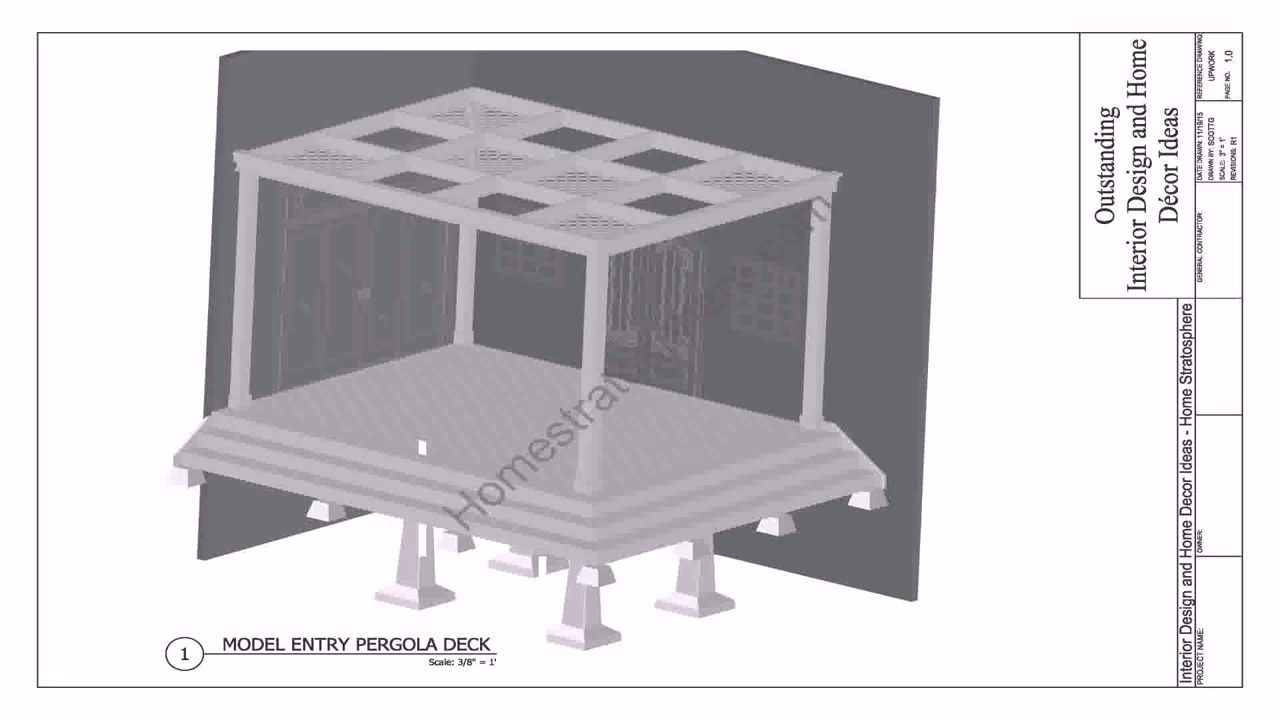 1
MODEL ENTRY PERGOLA DECK
Scale: 3/8" = 1'
Outstanding
Interior Design and Home
Décor Ideas
Interior Design and Home Decor Ideas - Home Stratosphere
REFERENCE DRAWING:
UPWORK
PAGE NO. 1.0
DATE DRAWN: 11/19/15
DRAWN BY: SCOTTG
SCALE: 3" = 1'
REVISIONS: R1
GENERAL CONTRACTOR:
OWNER:
PROJECT NAME: